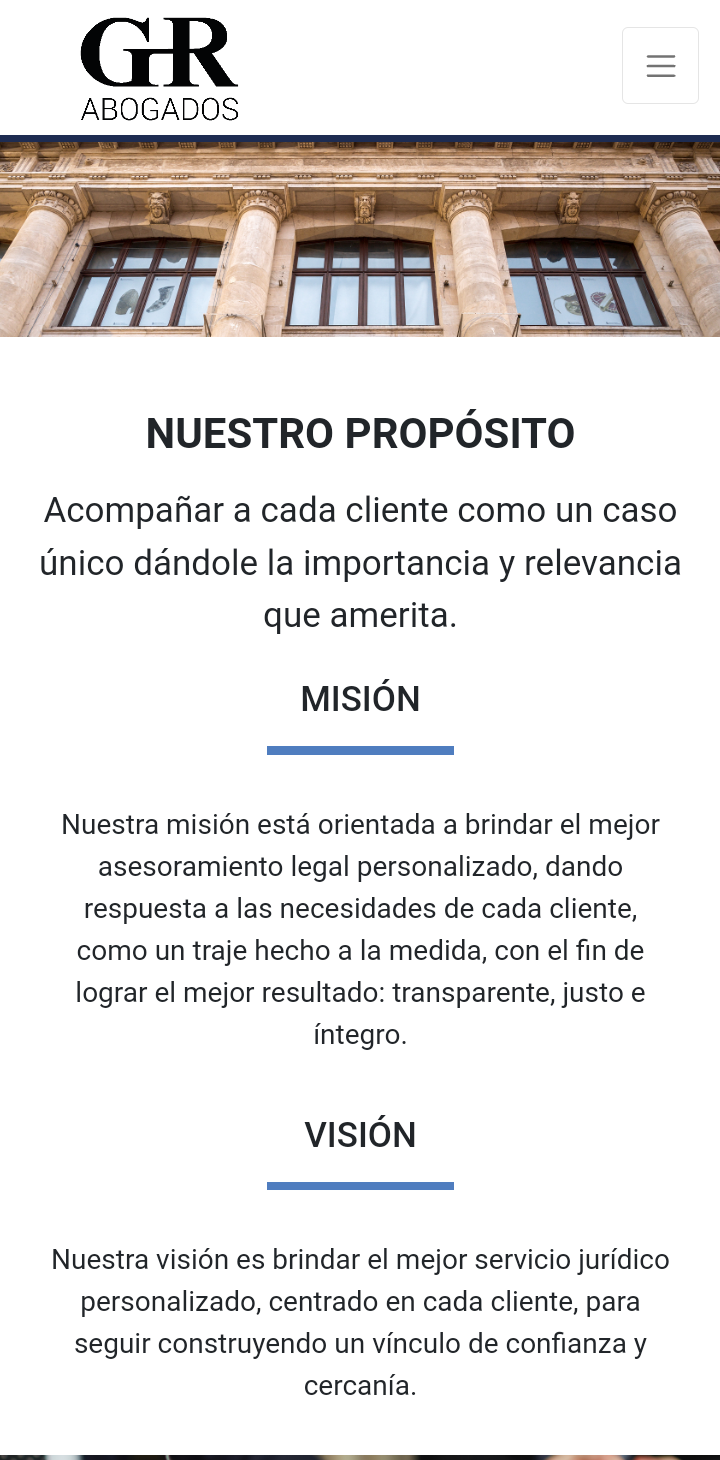 GR
ABOGADOS
NUESTRO PROPÓSITO
Acompañar a cada cliente como un caso
único dándole la importancia y relevancia
que amerita.
MISIÓN
Nuestra misión está orientada a brindar el mejor
asesoramiento legal personalizado, dando
respuesta a las necesidades de cada cliente,
como un traje hecho a la medida, con el fin de
lograr el mejor resultado: transparente, justo e
íntegro.
VISIÓN
Nuestra visión es brindar el mejor servicio jurídico
personalizado, centrado en cada cliente, para
seguir construyendo un vínculo de confianza y
cercanía.